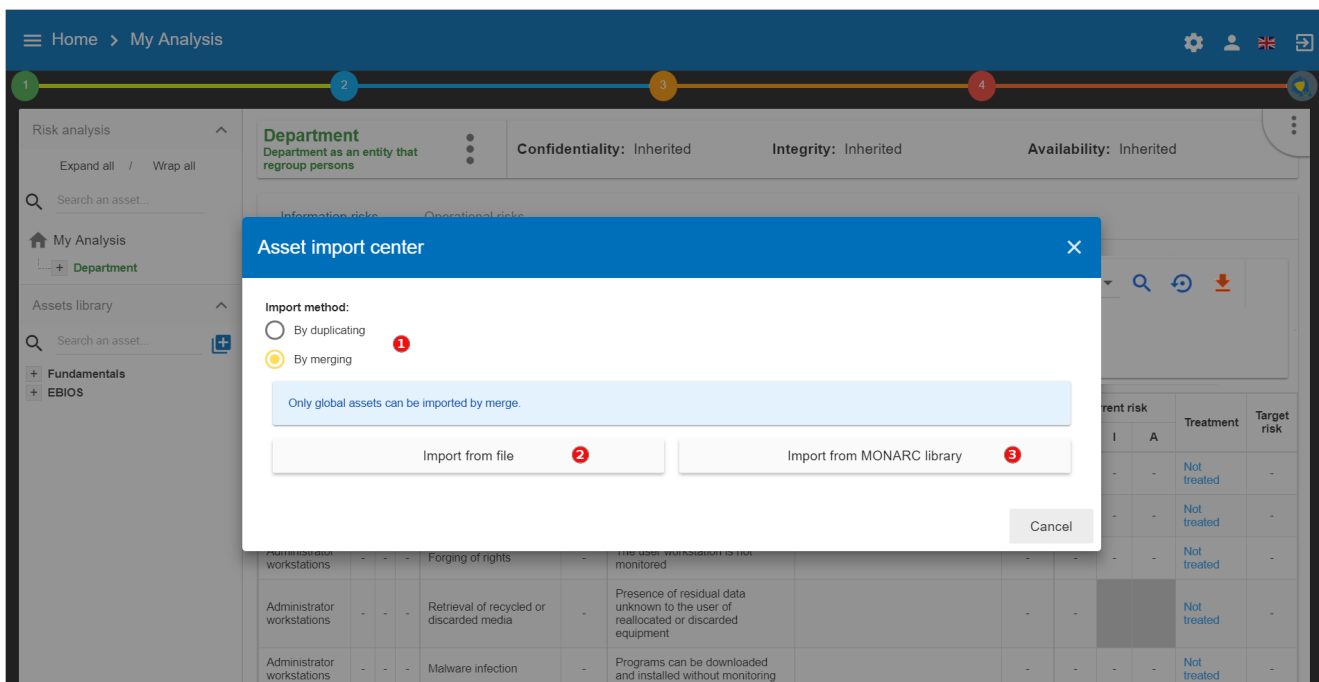 Home > My Analysis
1 2 3 4
Risk analysis
Expand all / Wrap all
Search an asset...
My Analysis
+ Department
Assets library
Search an asset...
+ Fundamentals
+ EBIOS
Department
Department as an entity that
regroup persons
Confidentiality: Inherited Integrity: Inherited Availability: Inherited
Information risks Operational risks
Asset import center
Import method:
By duplicating
1
By merging
Only global assets can be imported by merge.
Import from file 2 Import from MONARC library 3
Cancel
rrent risk Treatment Target
risk
I A
- - Not
treated -
- - Not
treated -
Administrator
workstations - - - Forging of rights - The user workstation is not
monitored - - - - Not
treated -
Administrator
workstations - - - Retrieval of recycled or
discarded media - Presence of residual data
unknown to the user of
reallocated or discarded
equipment - - Not
treated -
Administrator
workstations - - - Malware infection - Programs can be downloaded
and installed without monitoring - - - - Not
treated -